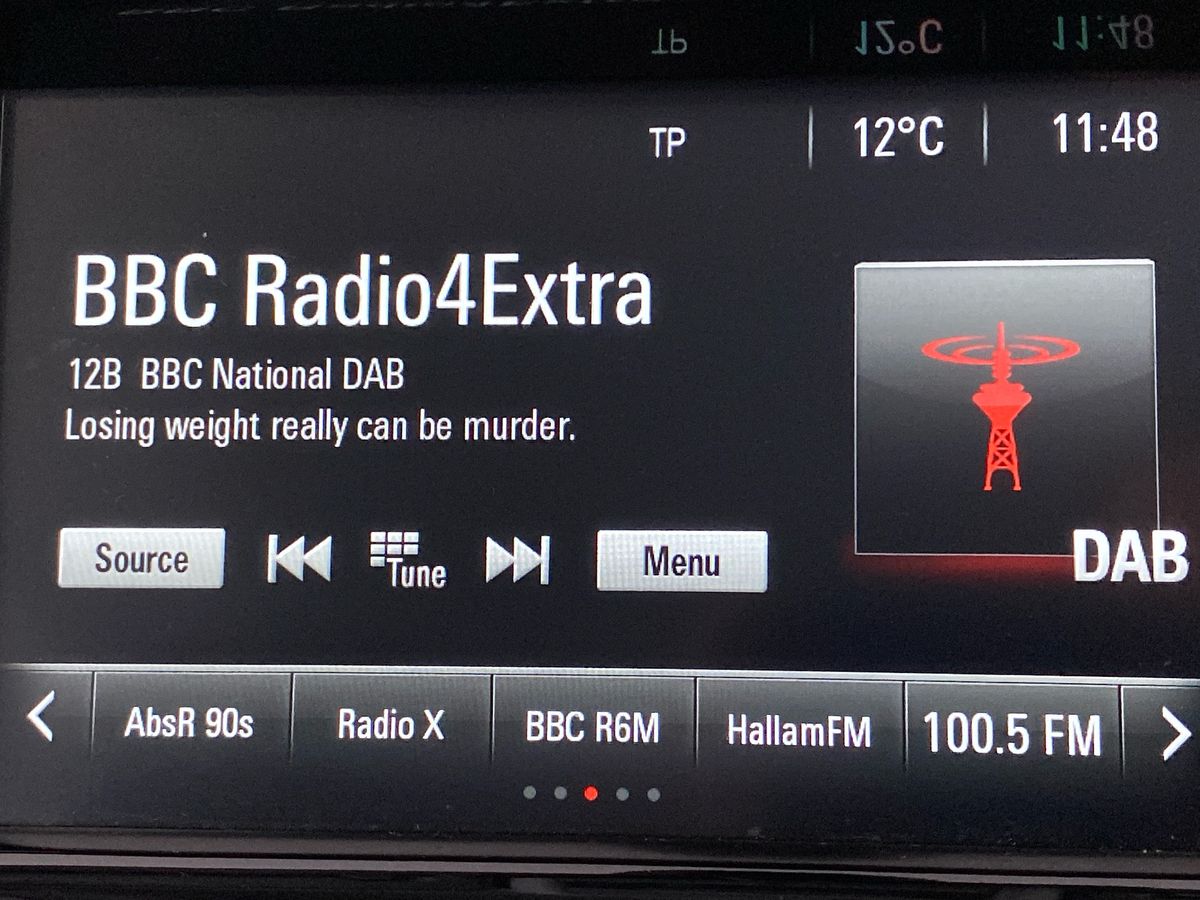 TP 12°C 11:48
BBC Radio4Extra
12B BBC National DAB
Losing weight really can be murder.
DAB
Source Tune Menu
AbsR 90s Radio X BBC R6M HallamFM 100.5 FM